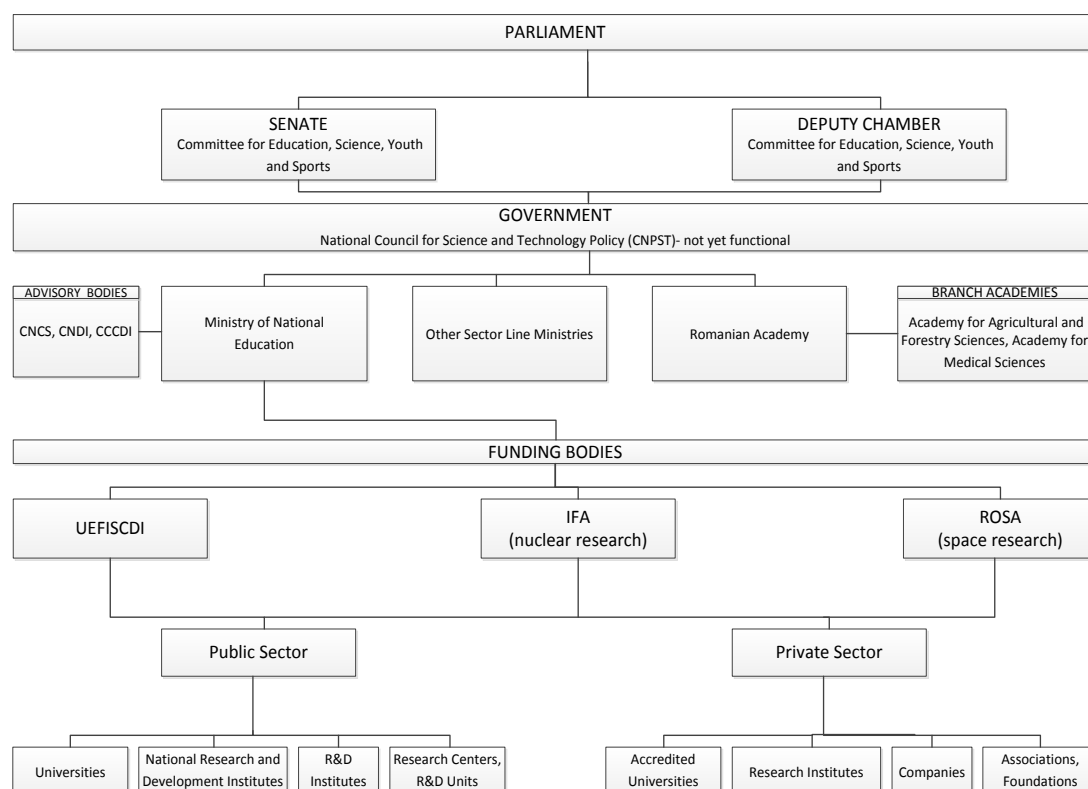 PARLIAMENT
SENATE
Committee for Education, Science, Youth
and Sports
DEPUTY CHAMBER
Committee for Education, Science, Youth
and Sports
GOVERNMENT
National Council for Science and Technology Policy (CNPST)- not yet functional
ADVISORY BODIES
CNCS, CNDI, CCCDI
Ministry of National
Education
Other Sector Line Ministries
Romanian Academy
BRANCH ACADEMIES
Academy for Agricultural and
Forestry Sciences, Academy for
Medical Sciences
FUNDING BODIES
UEFISCDI
IFA
(nuclear research)
ROSA
(space research)
Public Sector
Private Sector
Universities
National Research and
Development Institutes
R&D
Institutes
Research Centers,
R&D Units
Accredited
Universities
Research Institutes
Companies
Associations,
Foundations